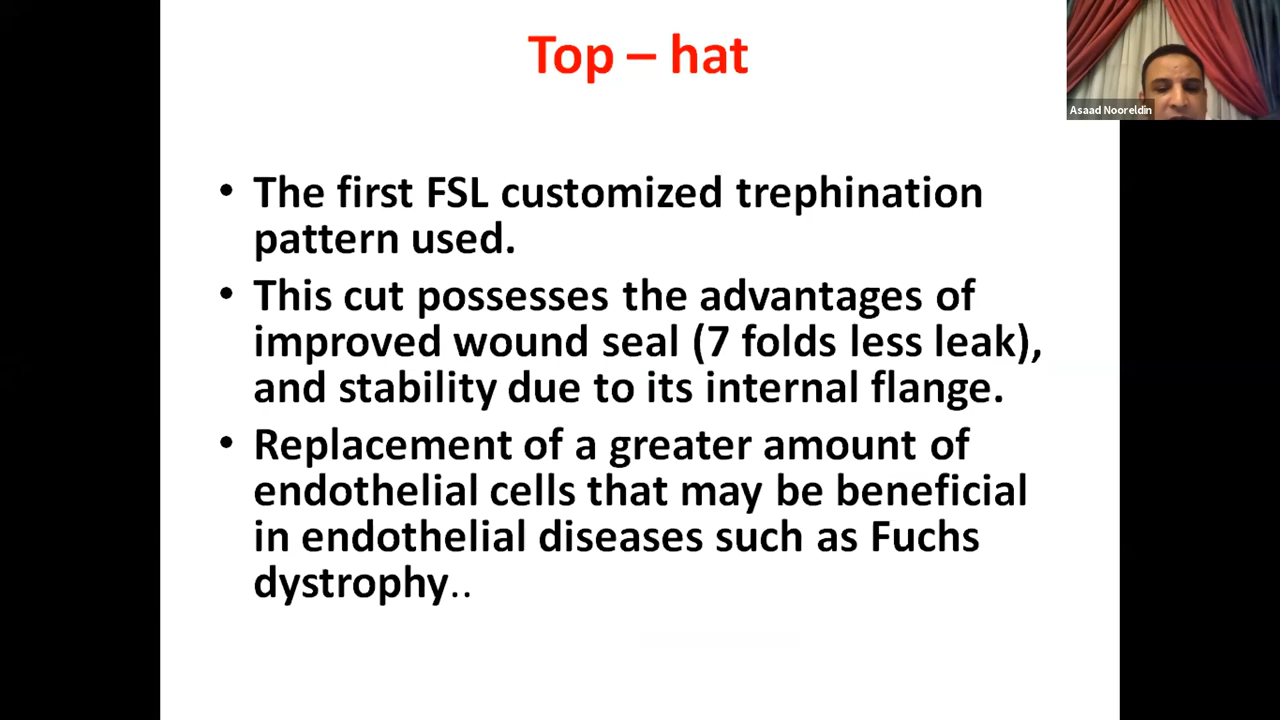 Top – hat
Asaad Nooreldin
• The first FSL customized trephination
pattern used.
• This cut possesses the advantages of
improved wound seal (7 folds less leak),
and stability due to its internal flange.
• Replacement of a greater amount of
endothelial cells that may be beneficial
in endothelial diseases such as Fuchs
dystrophy..